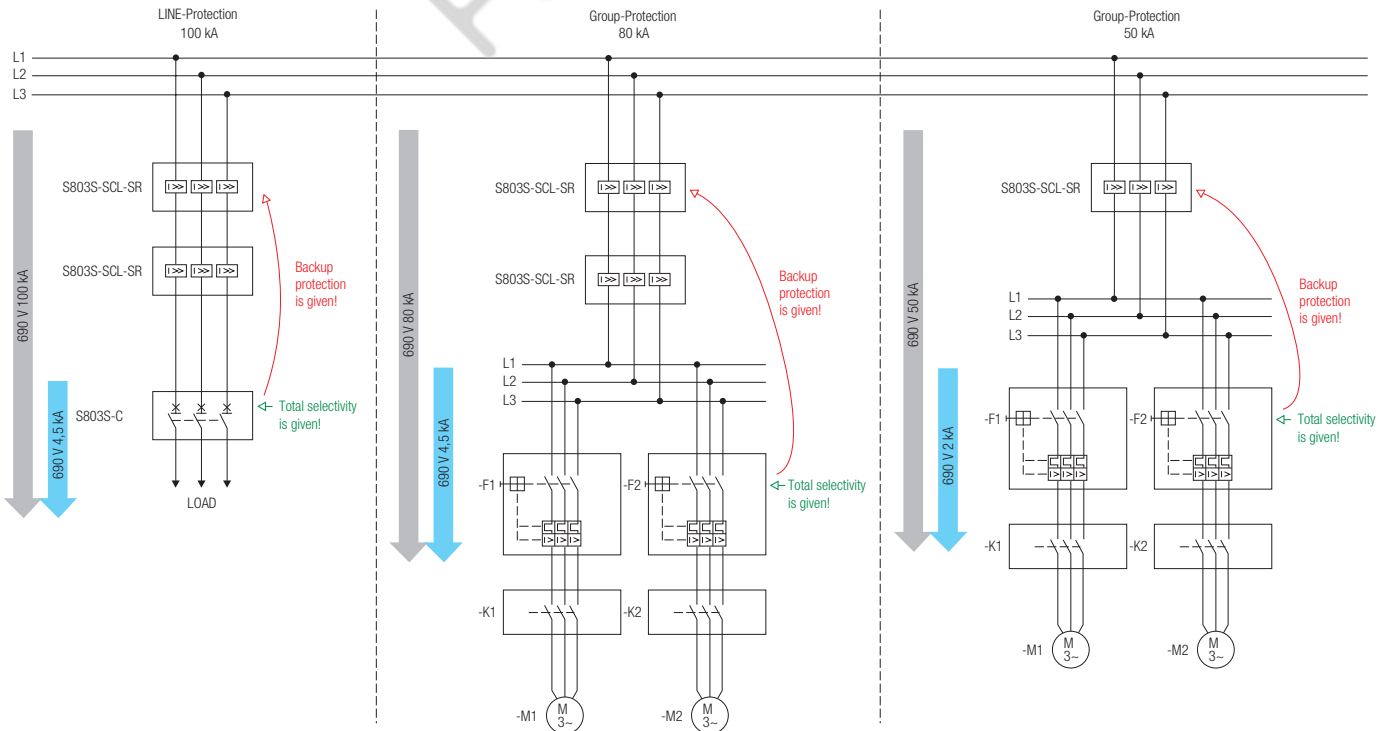 LINE-Protection
100 kA
L1
L2
L3
690 V 100 kA
690 V 4,5 kA
S803S-SCL-SR
I>> I>> I>>
S803S-SCL-SR
I>> I>> I>>
Backup
protection
is given!
S803S-C
Total selectivity
is given!
LOAD
Group-Protection
80 kA
690 V 80 kA
690 V 4,5 kA
S803S-SCL-SR
I>> I>> I>>
S803S-SCL-SR
I>> I>> I>>
Backup
protection
is given!
L1
L2
L3
-F1
I> I> I>
-F2
I> I> I>
Total selectivity
is given!
-K1
-K2
-M1
M
3~
-M2
M
3~
Group-Protection
50 kA
690 V 50 kA
690 V 2 kA
S803S-SCL-SR
I>> I>> I>>
Backup
protection
is given!
L1
L2
L3
-F1
I> I> I>
-F2
I> I> I>
Total selectivity
is given!
-K1
-K2
-M1
M
3~
-M2
M
3~